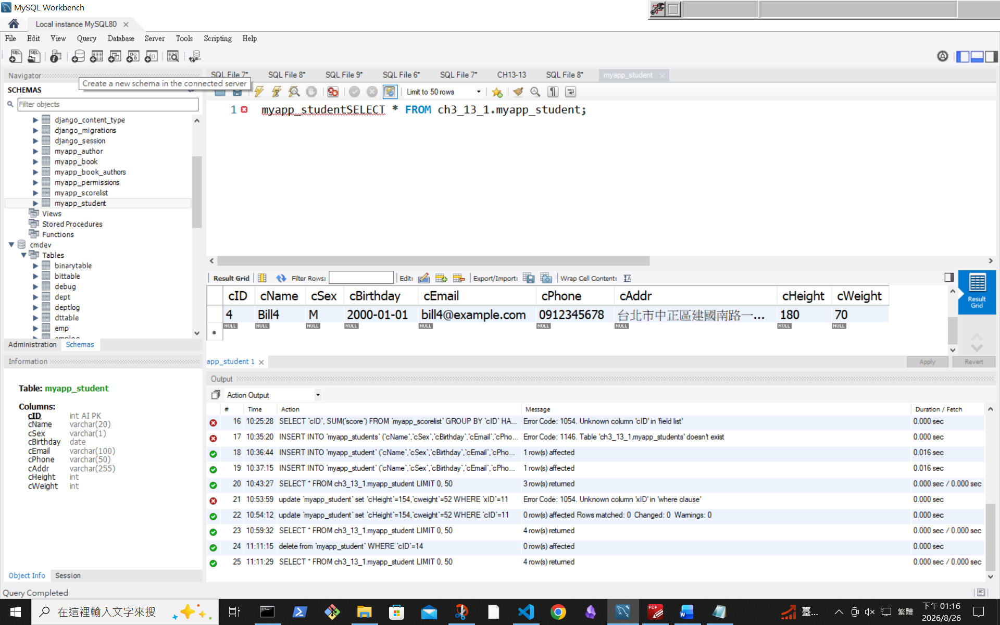 MySQL Workbench
Local instance MySQL80
File Edit View Query Database Server Tools Scripting Help
Navigator
Create a new schema in the connected server
SCHEMAS
Filter objects
django_content_type
django_migrations
django_session
myapp_author
myapp_book
myapp_book_authors
myapp_permissions
myapp_scorelist
myapp_student
Views
Stored Procedures
Functions
cmdev
Tables
binarytable
bittable
debug
dept
deptlog
dttable
emp
emplog
Administration Schemas
Information
Table: myapp_student
Columns:
cID int AI PK
cName varchar(20)
cSex varchar(1)
cBirthday date
cEmail varchar(100)
cPhone varchar(50)
cAddr varchar(255)
cHeight int
cWeight int
Object Info Session
SQL File 7* SQL File 8* SQL File 9* SQL File 6* SQL File 7* CH13-13 SQL File 8* myapp_student
Limit to 50 rows
1 myapp_studentSELECT * FROM ch3_13_1.myapp_student;
Result Grid Filter Rows: Edit: Export/Import: Wrap Cell Content:
cID cName cSex cBirthday cEmail cPhone cAddr cHeight cWeight
4 Bill4 M 2000-01-01 bill4@example.com 0912345678 台北市中正區建國南路一... 180 70
* NULL NULL NULL NULL NULL NULL NULL NULL NULL
Result Grid
app_student 1
Apply Revert
Output
Action Output
# Time Action Message Duration / Fetch
16 10:25:28 SELECT `cID`, SUM(`score`) FROM `myapp_scorelist` GROUP BY `cID` HA... Error Code: 1054. Unknown column 'cID' in 'field list' 0.000 sec
17 10:35:20 INSERT INTO `myapp_students` (`cName`,`cSex`,`cBirthday`,`cEmail`,`cPho... Error Code: 1146. Table 'ch3_13_1.myapp_students' doesn't exist 0.000 sec
18 10:36:44 INSERT INTO `myapp_student` (`cName`,`cSex`,`cBirthday`,`cEmail`,`cPho... 1 row(s) affected 0.016 sec
19 10:37:15 INSERT INTO `myapp_student` (`cName`,`cSex`,`cBirthday`,`cEmail`,`cPho... 1 row(s) affected 0.016 sec
20 10:43:27 SELECT * FROM ch3_13_1.myapp_student LIMIT 0, 50 3 row(s) returned 0.000 sec / 0.000 sec
21 10:53:59 update `myapp_student` set `cHeight`=154,`cweight`=52 WHERE `xID`=11 Error Code: 1054. Unknown column 'xID' in 'where clause' 0.000 sec
22 10:54:12 update `myapp_student` set `cHeight`=154,`cweight`=52 WHERE `cID`=11 0 row(s) affected Rows matched: 0 Changed: 0 Warnings: 0 0.000 sec
23 10:59:32 SELECT * FROM ch3_13_1.myapp_student LIMIT 0, 50 4 row(s) returned 0.000 sec / 0.000 sec
24 11:11:15 delete from `myapp_student` WHERE `cID`=14 0 row(s) affected 0.000 sec
25 11:11:29 SELECT * FROM ch3_13_1.myapp_student LIMIT 0, 50 4 row(s) returned 0.000 sec / 0.000 sec
Query Completed
在這裡輸入文字來搜
臺...
繁體
下午 01:16
2026/8/26